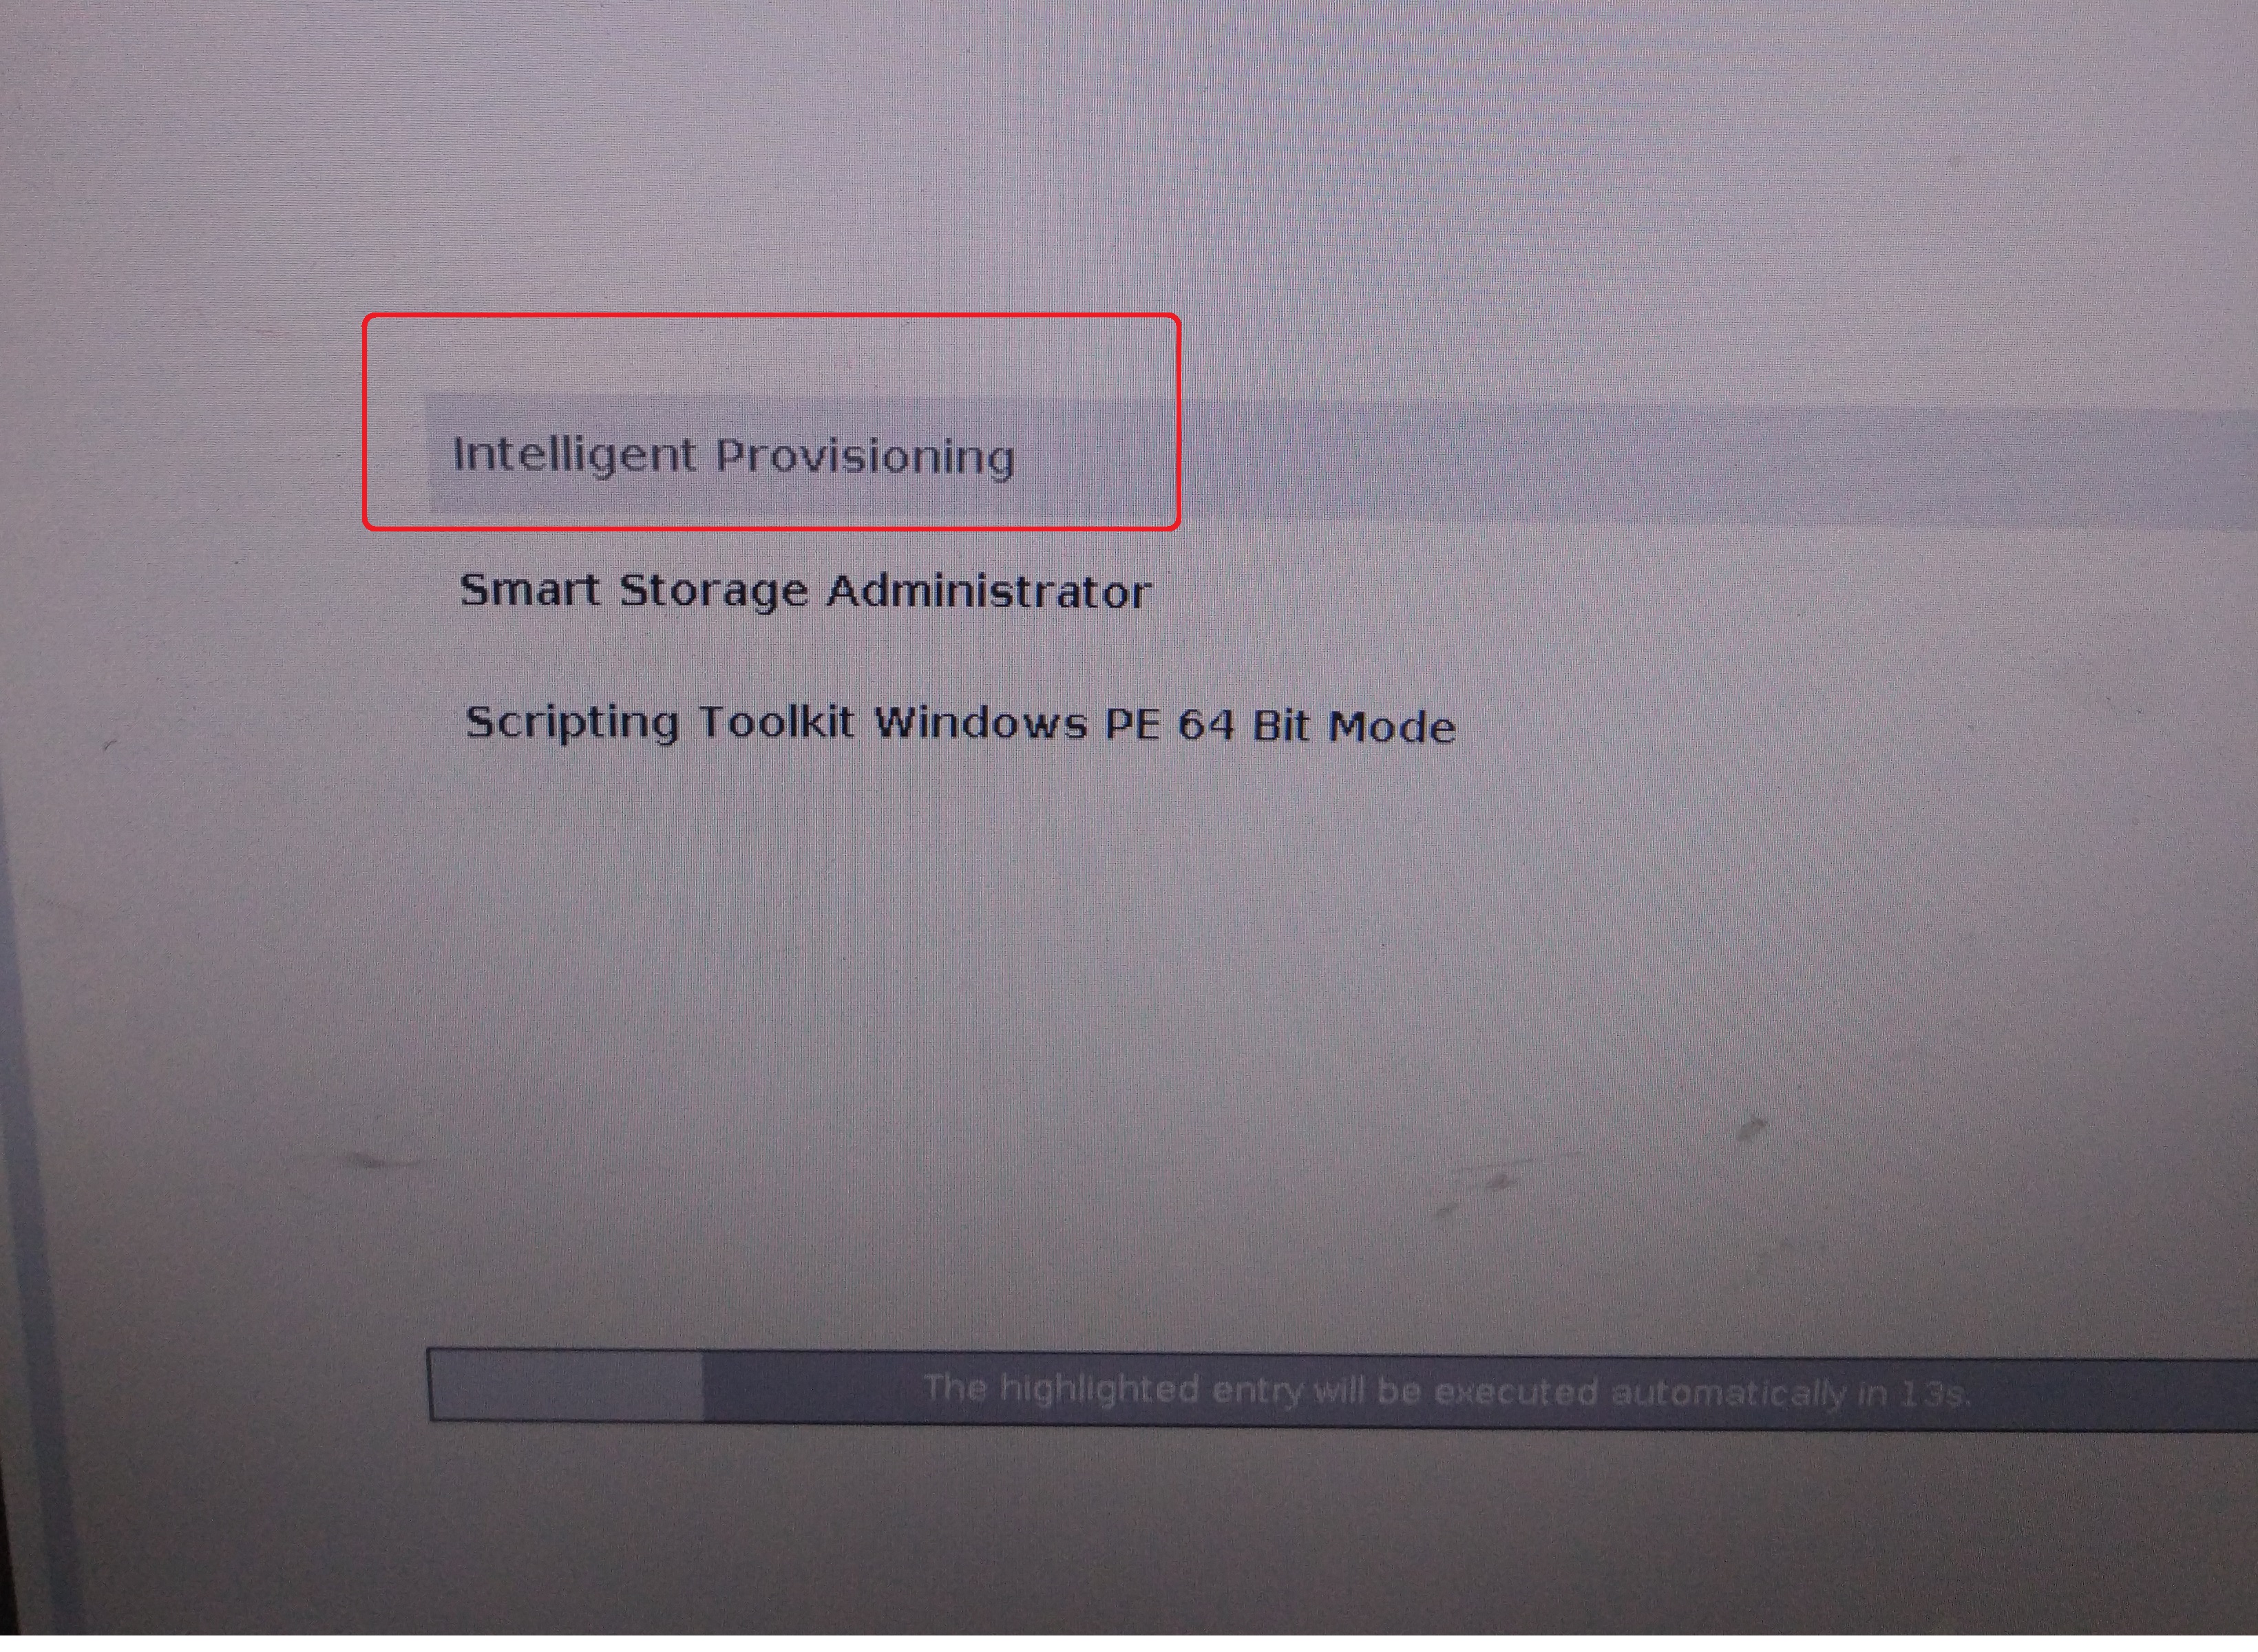 Intelligent Provisioning
Smart Storage Administrator
Scripting Toolkit Windows PE 64 Bit Mode
The highlighted entry will be executed automatically in 13s.